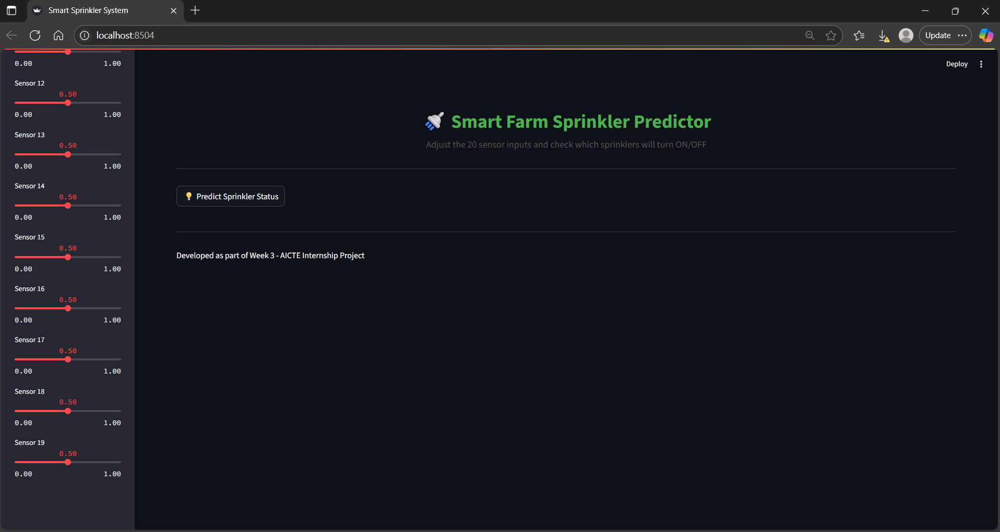 Smart Sprinkler System
localhost:8504
Update
0.00 1.00
Sensor 12
0.50
0.00 1.00
Sensor 13
0.50
0.00 1.00
Sensor 14
0.50
0.00 1.00
Sensor 15
0.50
0.00 1.00
Sensor 16
0.50
0.00 1.00
Sensor 17
0.50
0.00 1.00
Sensor 18
0.50
0.00 1.00
Sensor 19
0.50
0.00 1.00
Deploy
Smart Farm Sprinkler Predictor
Adjust the 20 sensor inputs and check which sprinklers will turn ON/OFF
Predict Sprinkler Status
Developed as part of Week 3 - AICTE Internship Project